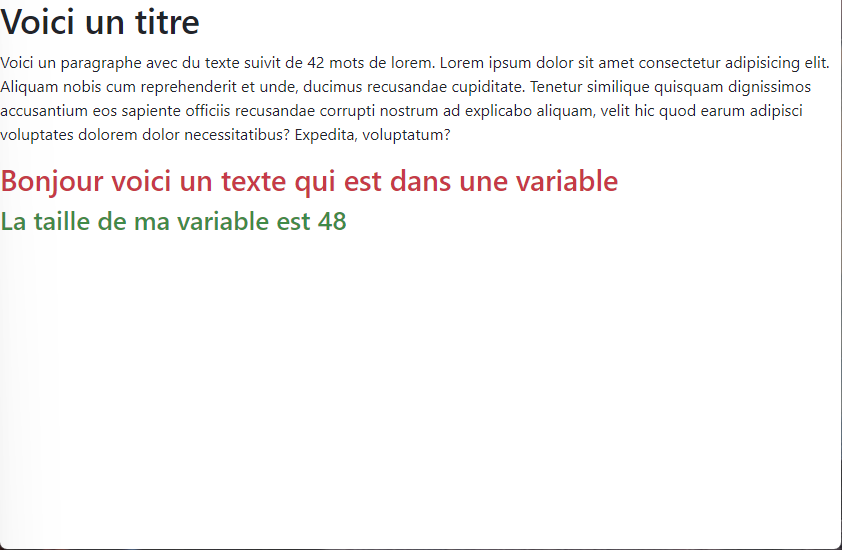 Voici un titre
Voici un paragraphe avec du texte suivit de 42 mots de lorem. Lorem ipsum dolor sit amet consectetur adipisicing elit.
Aliquam nobis cum reprehenderit et unde, ducimus recusandae cupiditate. Tenetur similique quisquam dignissimos
accusantium eos sapiente officiis recusandae corrupti nostrum ad explicabo aliquam, velit hic quod earum adipisci
voluptates dolorem dolor necessitatibus? Expedita, voluptatum?
Bonjour voici un texte qui est dans une variable
La taille de ma variable est 48